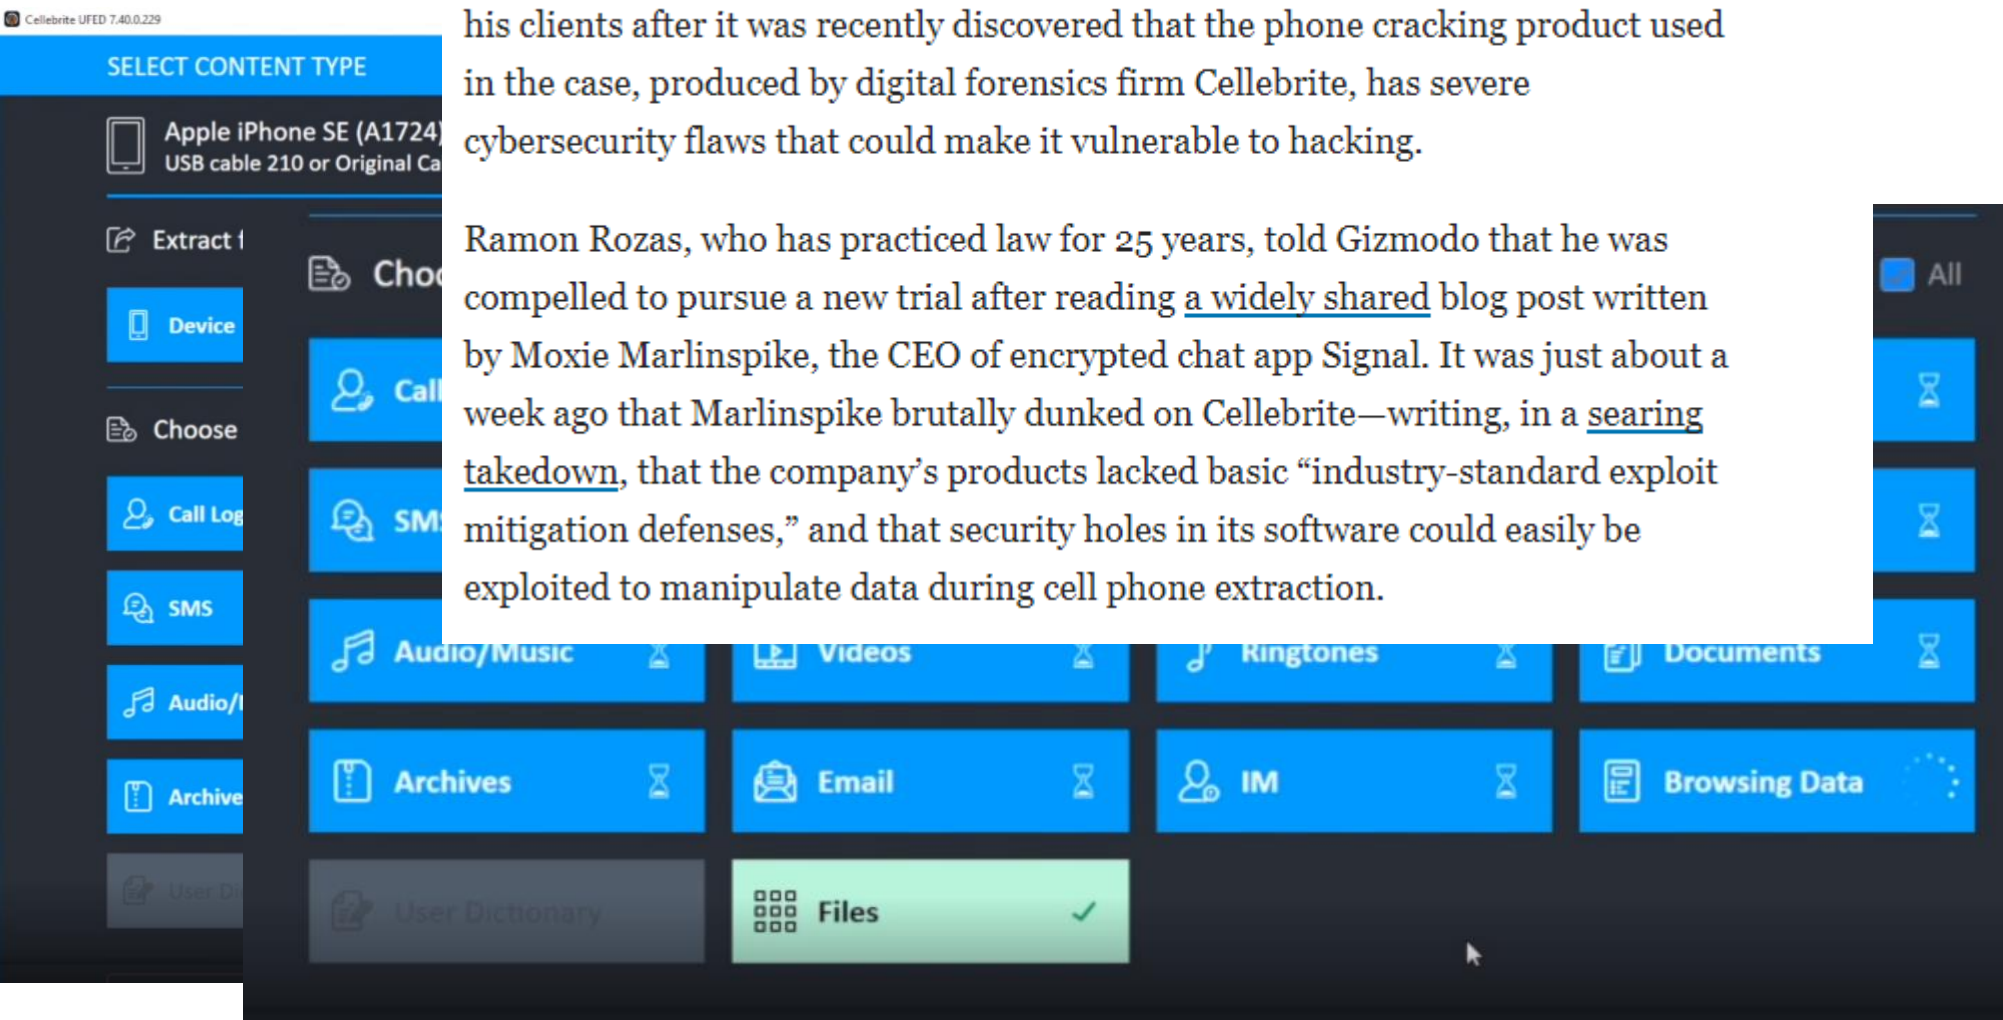 Cellebrite UFED 7.40.0.229
SELECT CONTENT TYPE
Apple iPhone SE (A1724)
USB cable 210 or Original Ca
Extract
Device
Choose
Call Log
SMS
Audio/
Archive
User Di
his clients after it was recently discovered that the phone cracking product used
in the case, produced by digital forensics firm Cellebrite, has severe
cybersecurity flaws that could make it vulnerable to hacking.
Ramon Rozas, who has practiced law for 25 years, told Gizmodo that he was
compelled to pursue a new trial after reading a widely shared blog post written
by Moxie Marlinspike, the CEO of encrypted chat app Signal. It was just about a
week ago that Marlinspike brutally dunked on Cellebrite—writing, in a searing
takedown, that the company’s products lacked basic “industry-standard exploit
mitigation defenses,” and that security holes in its software could easily be
exploited to manipulate data during cell phone extraction.
Choo
All
Call
SMS
Audio/Music
Videos
Ringtones
Documents
Archives
Email
IM
Browsing Data
User Dictionary
Files